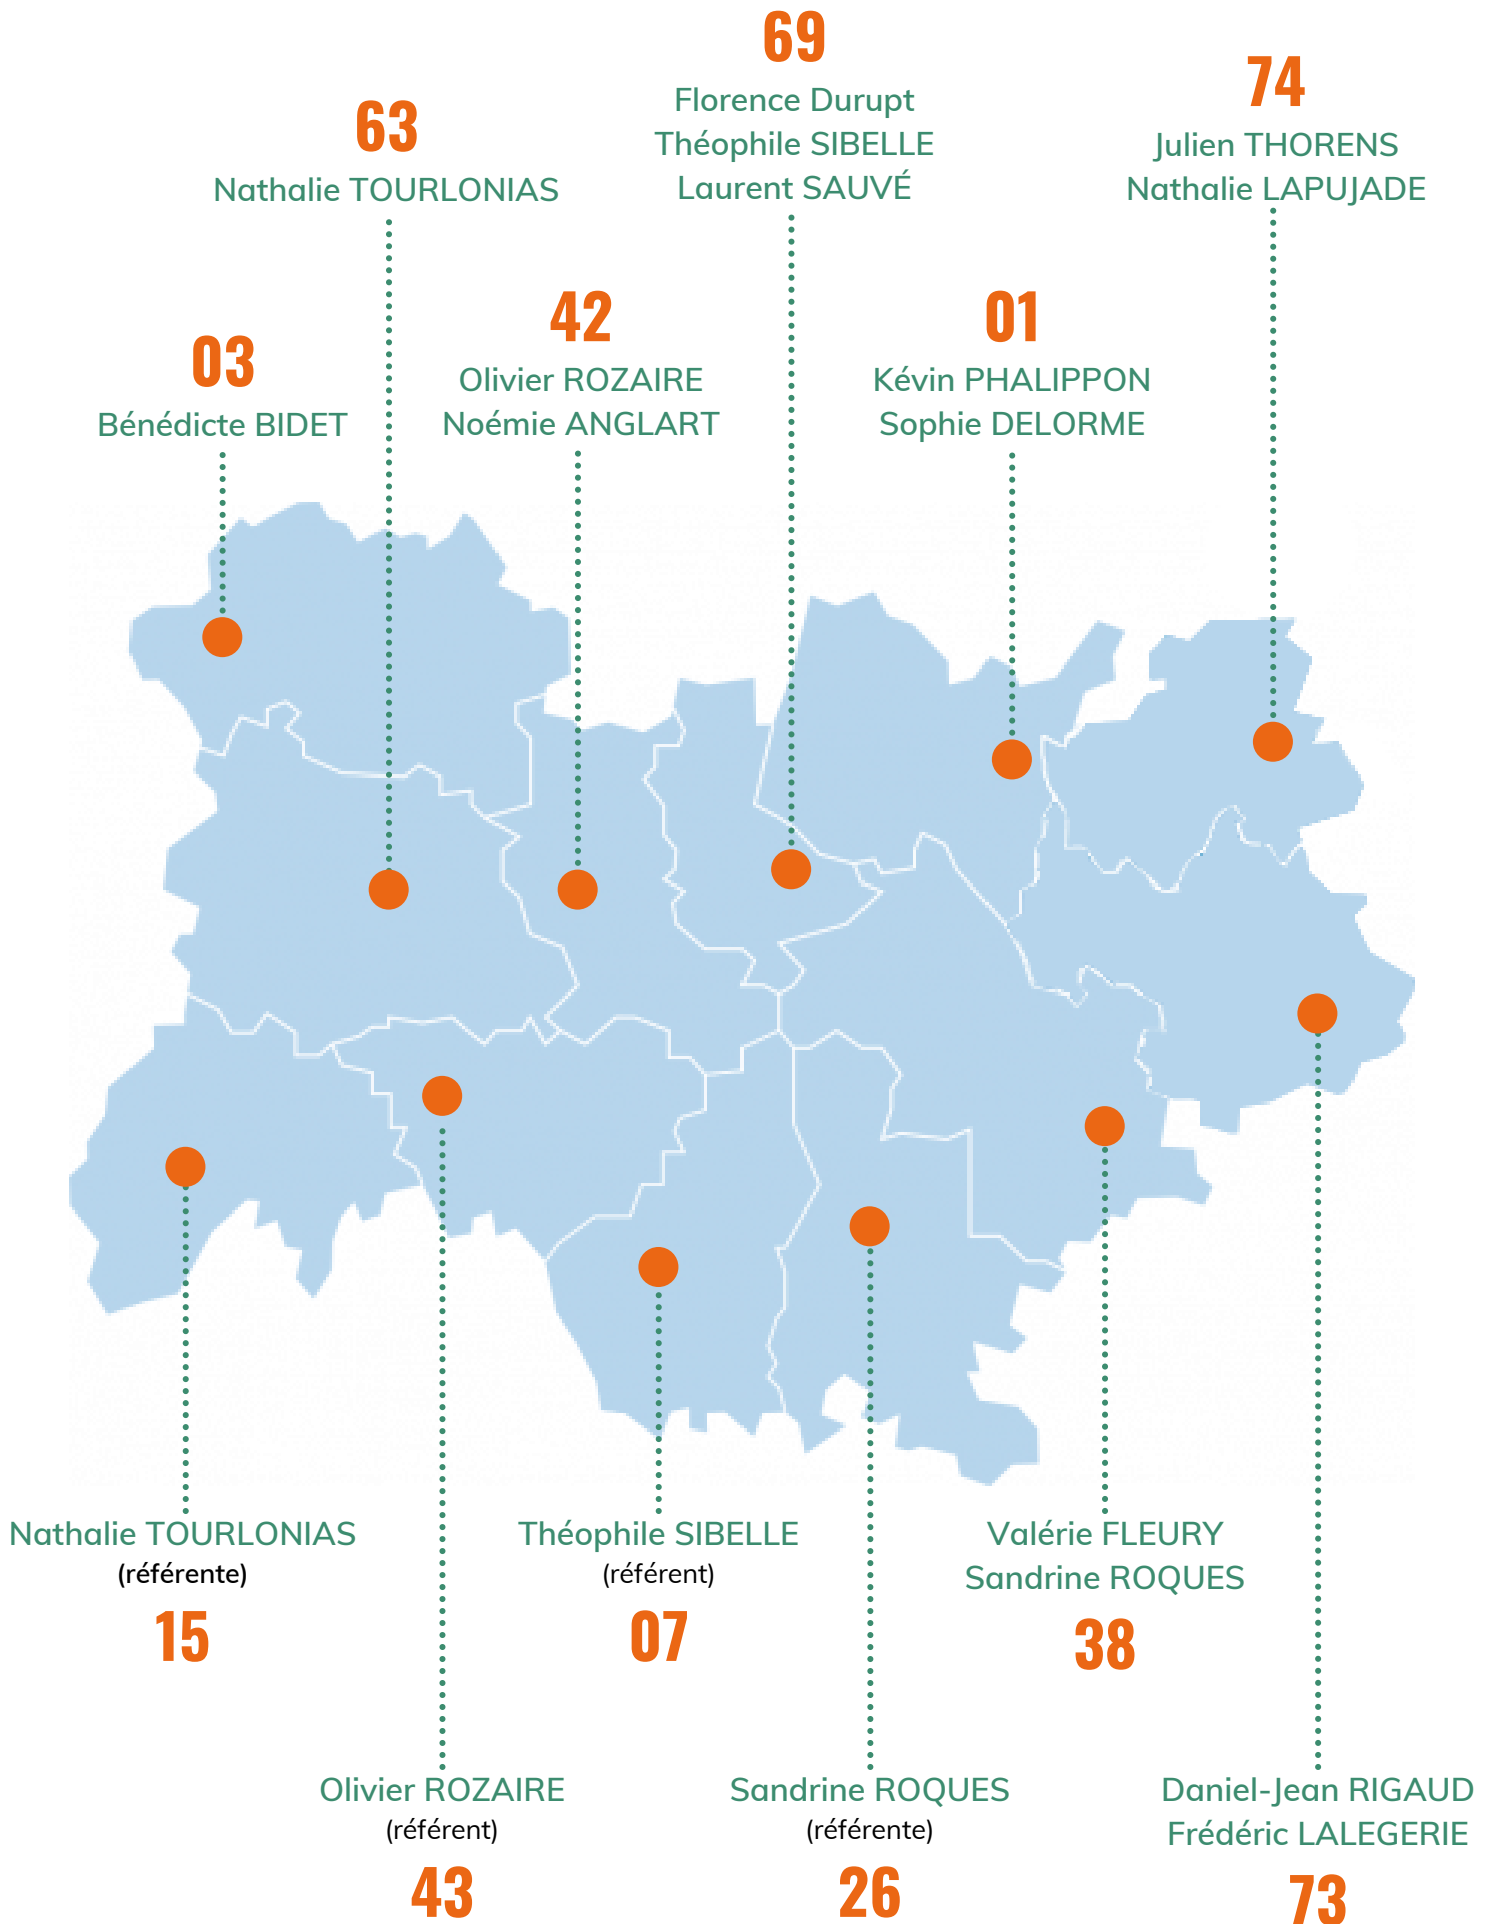 69
Florence Durupt
Théophile SIBELLE
Laurent SAUVÉ
74
Julien THORENS
Nathalie LAPUJADE
63
Nathalie TOURLONIAS
42
Olivier ROZAIRE
Noémie ANGLART
01
Kévin PHALIPPON
Sophie DELORME
03
Bénédicte BIDET
Nathalie TOURLONIAS
(référente)
15
Théophile SIBELLE
(référent)
07
Valérie FLEURY
Sandrine ROQUES
38
Olivier ROZAIRE
(référent)
43
Sandrine ROQUES
(référente)
26
Daniel-Jean RIGAUD
Frédéric LALEGERIE
73